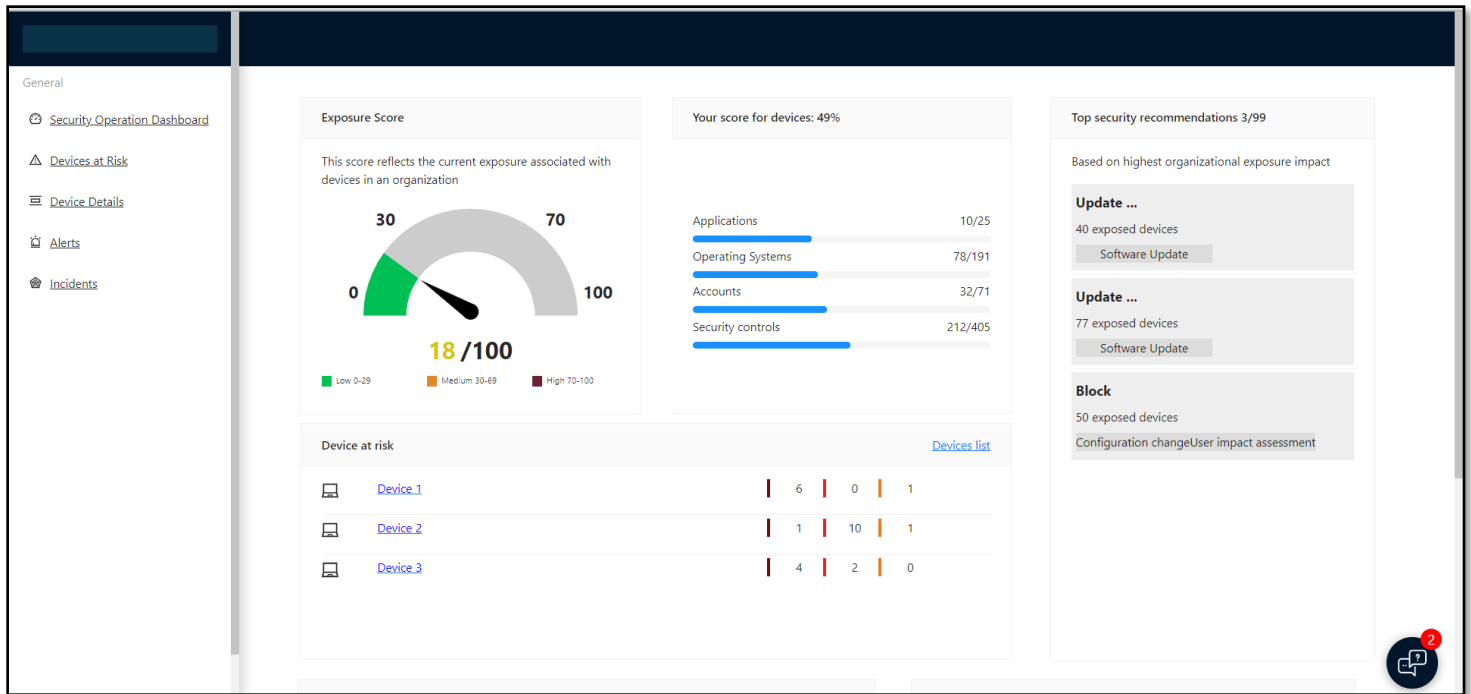 General
Security Operation Dashboard
Devices at Risk
Device Details
Alerts
Incidents
Exposure Score
This score reflects the current exposure associated with
devices in an organization
30
70
0
100
18 /100
Low 0-29
Medium 30-69
High 70-100
Your score for devices: 49%
Applications 10/25
Operating Systems 78/191
Accounts 32/71
Security controls 212/405
Top security recommendations 3/99
Based on highest organizational exposure impact
Update ...
40 exposed devices
Software Update
Update ...
77 exposed devices
Software Update
Block
50 exposed devices
Configuration changeUser impact assessment
Device at risk Devices list
Device 1 6 0 1
Device 2 1 10 1
Device 3 4 2 0
2
?